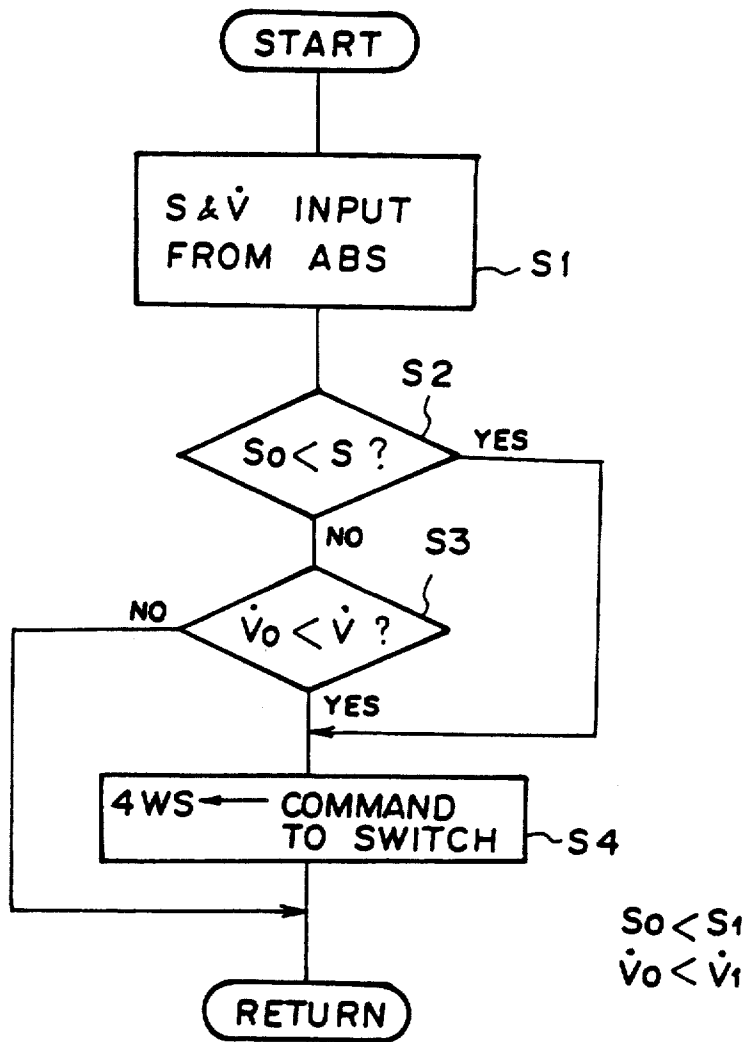 START
S & V̇ INPUT
FROM ABS
S1
S2
So < S ?
YES
NO
S3
NO
V̇o < V̇ ?
YES
4WS ← COMMAND
TO SWITCH
S4
So < S1
V̇o < V̇1
RETURN